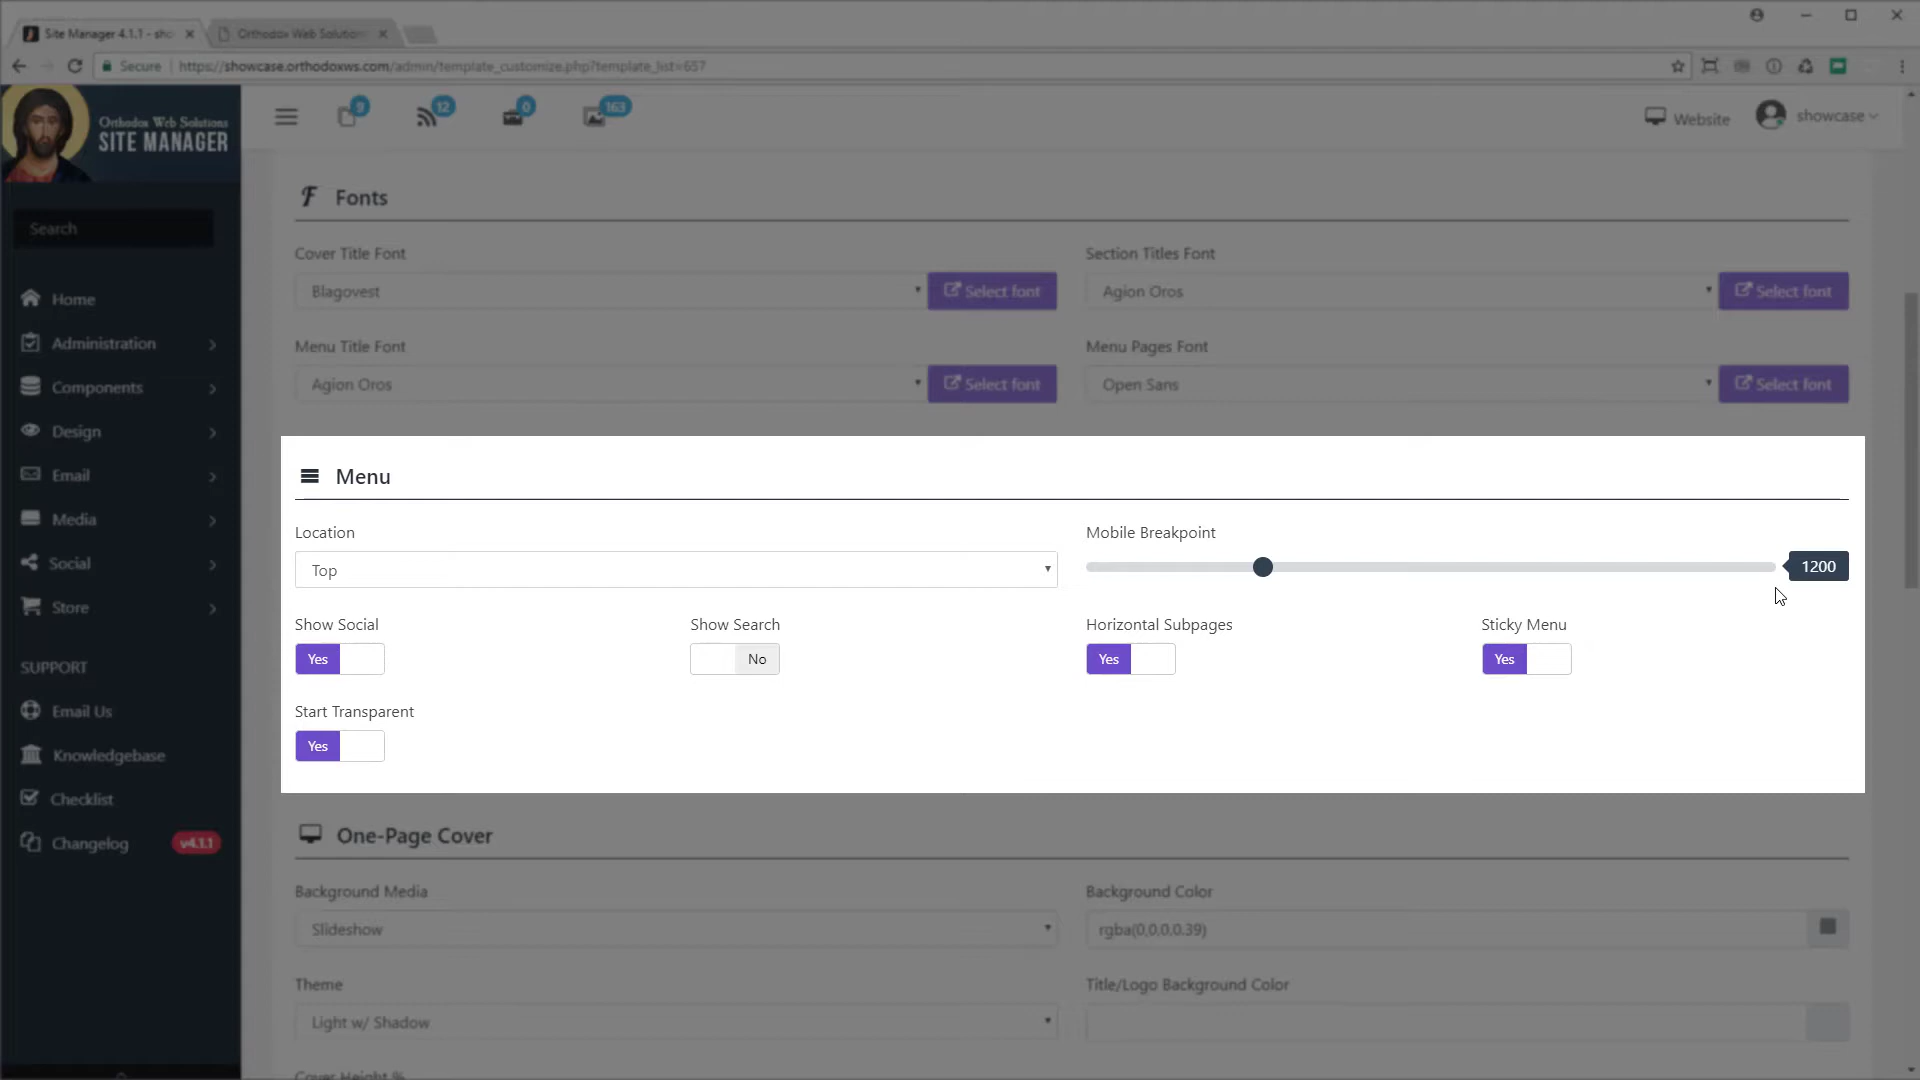 Site Manager 4.1.1 - sho
Orthodox Web Solution
Secure
https://showcase.orthodoxws.com/admin/template_customize.php?template_list=657
Orthodox Web Solutions
SITE MANAGER
9
12
0
163
Website
showcase
Search
Home
Administration
Components
Design
Email
Media
Social
Store
SUPPORT
Email Us
Knowledgebase
Checklist
Changelog
v4.1.1
Fonts
Cover Title Font
Section Titles Font
Blagovest
Select font
Agion Oros
Select font
Menu Title Font
Menu Pages Font
Agion Oros
Select font
Open Sans
Select font
Menu
Location
Mobile Breakpoint
Top
1200
Show Social
Show Search
Horizontal Subpages
Sticky Menu
Yes
No
Yes
Yes
Start Transparent
Yes
One-Page Cover
Background Media
Background Color
Slideshow
rgba(0,0,0,0.39)
Theme
Title/Logo Background Color
Light w/ Shadow
Cover Height %